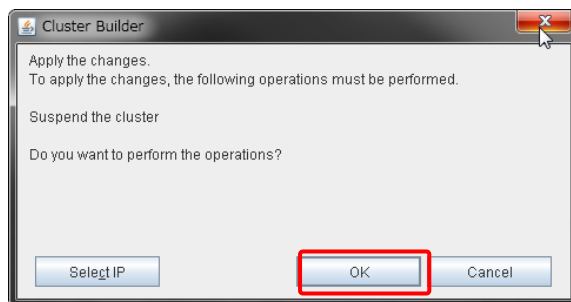 Cluster Builder
Apply the changes.
To apply the changes, the following operations must be performed.
Suspend the cluster
Do you want to perform the operations?
Select IP
OK
Cancel